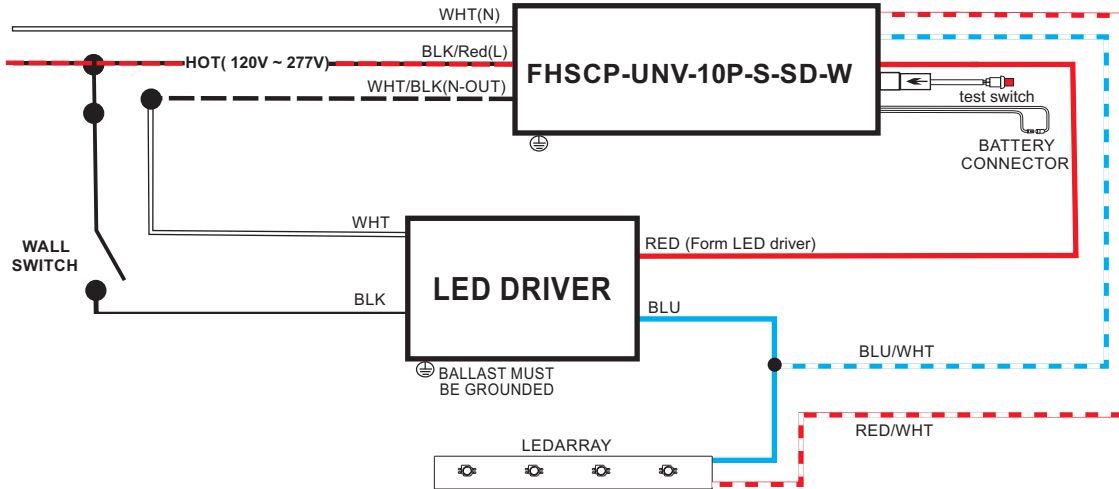 WHT(N)
BLK/Red(L)
HOT( 120V ~ 277V)
WHT/BLK(N-OUT)
FHSCP-UNV-10P-S-SD-W
test switch
BATTERY
CONNECTOR
WHT
WALL
SWITCH
BLK
LED DRIVER
RED (Form LED driver)
BLU
BLU/WHT
BALLAST MUST
BE GROUNDED
RED/WHT
LEDARRAY